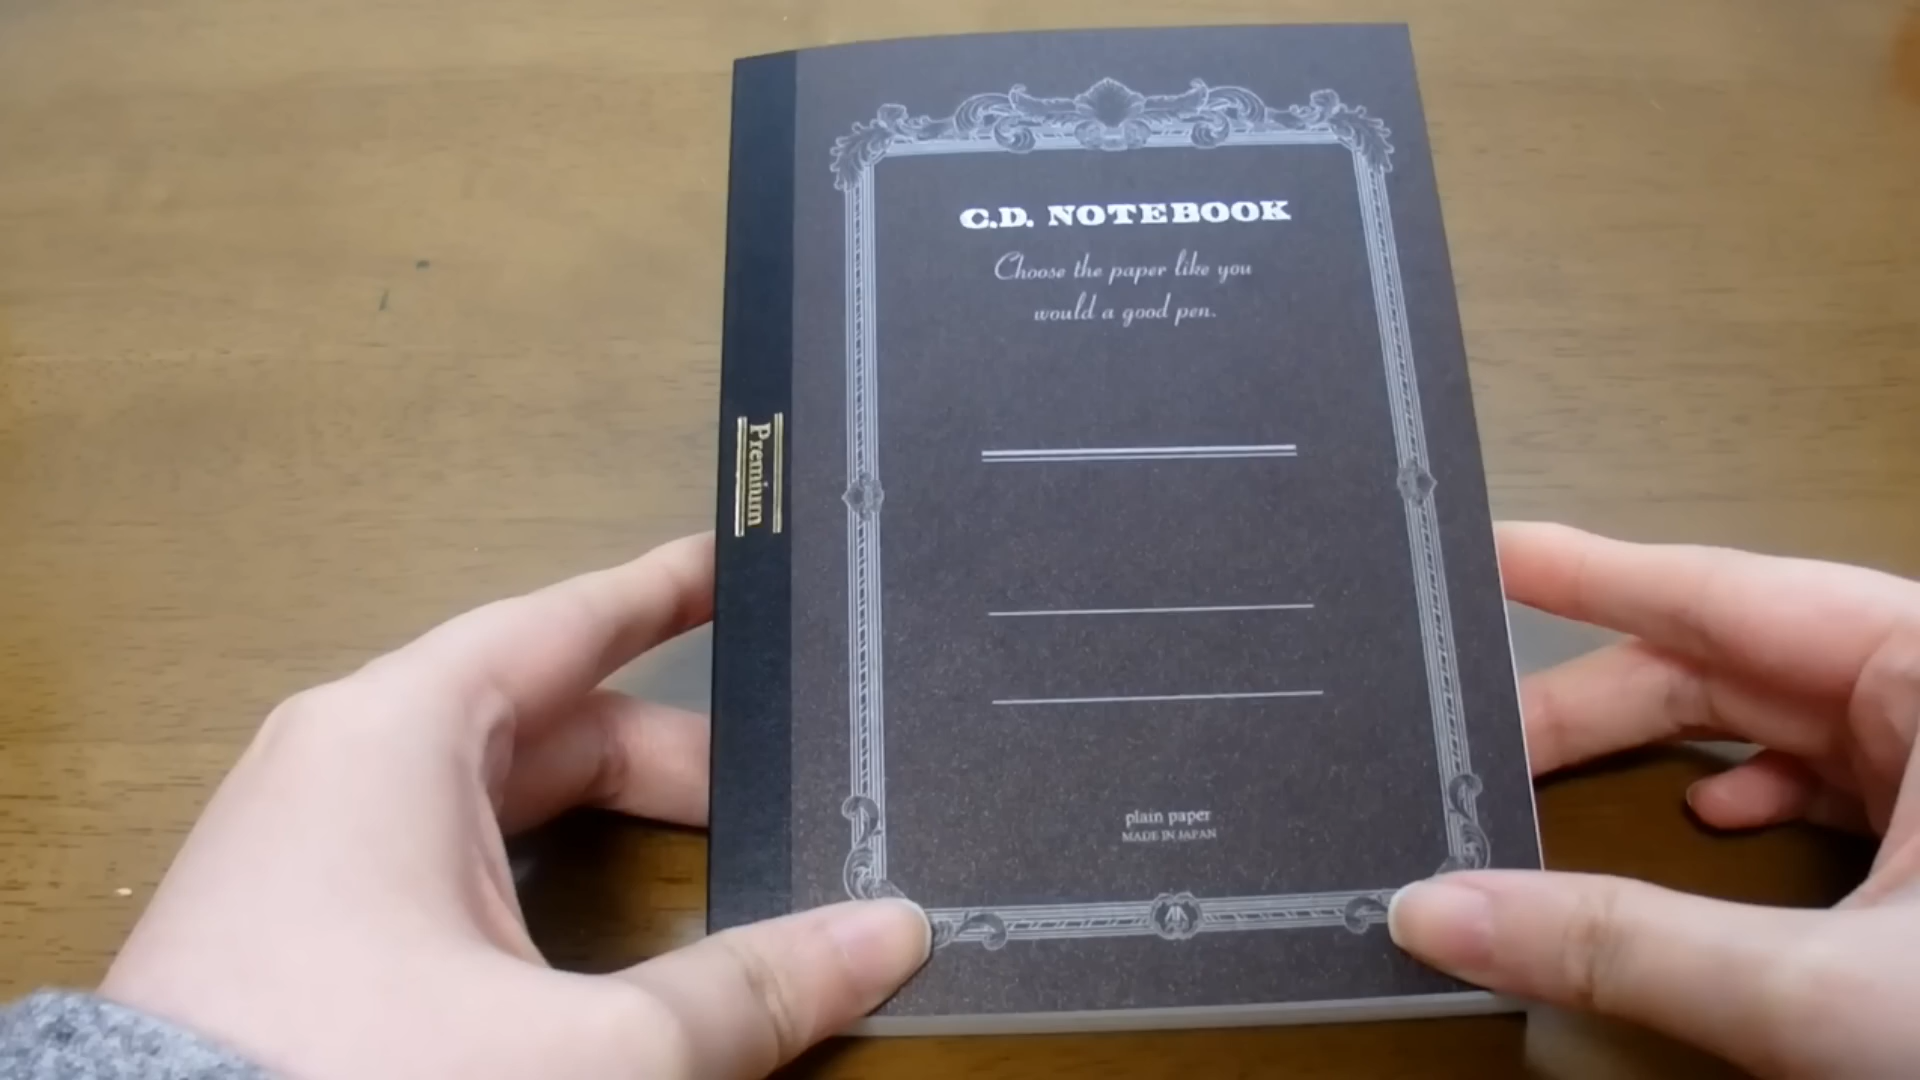 C.D. NOTEBOOK
Choose the paper like you
would a good pen.
Premium
plain paper
MADE IN JAPAN